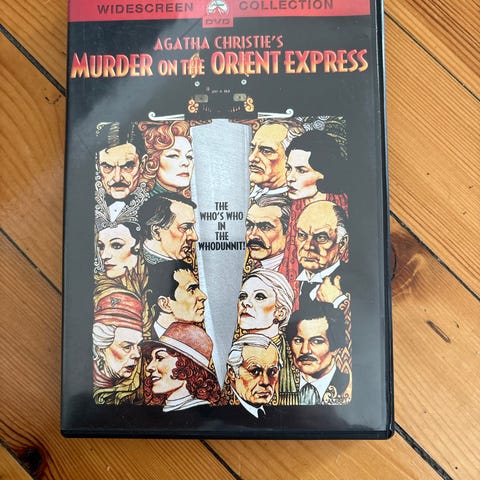 WIDESCREEN COLLECTION
DVD
AGATHA CHRISTIE'S
MURDER ON THE ORIENT EXPRESS
THE
WHO'S WHO
IN
THE
WHODUNNIT!